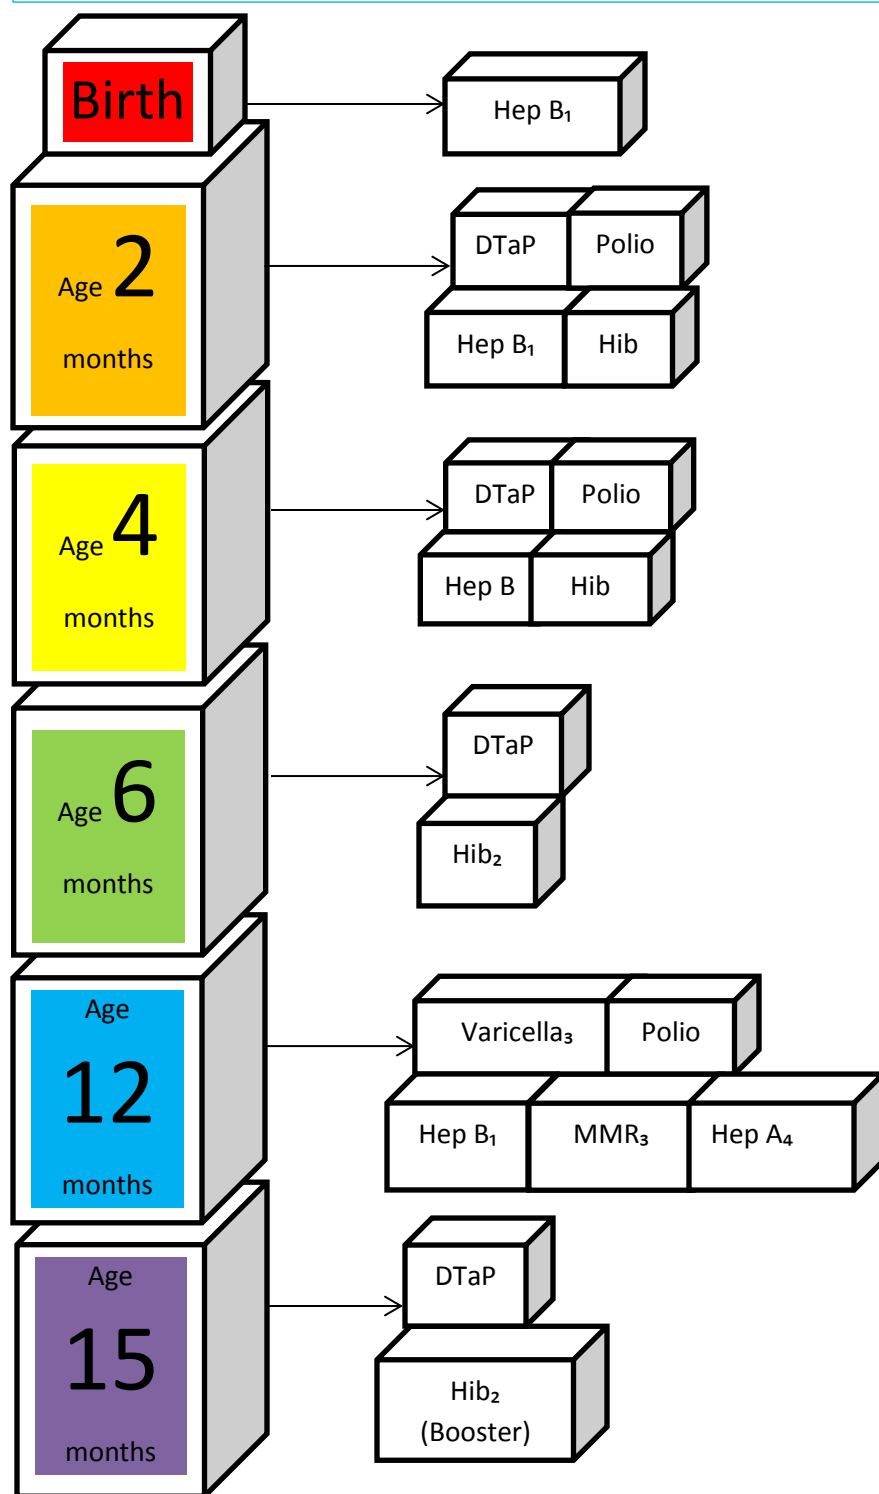 Birth
Hep B₁
Age 2
months
DTaP
Polio
Hep B₁
Hib
Age 4
months
DTaP
Polio
Hep B
Hib
Age 6
months
DTaP
Hib₂
Age
12
months
Varicella₃
Polio
Hep B₁
MMR₃
Hep A₄
Age
15
months
DTaP
Hib₂
(Booster)